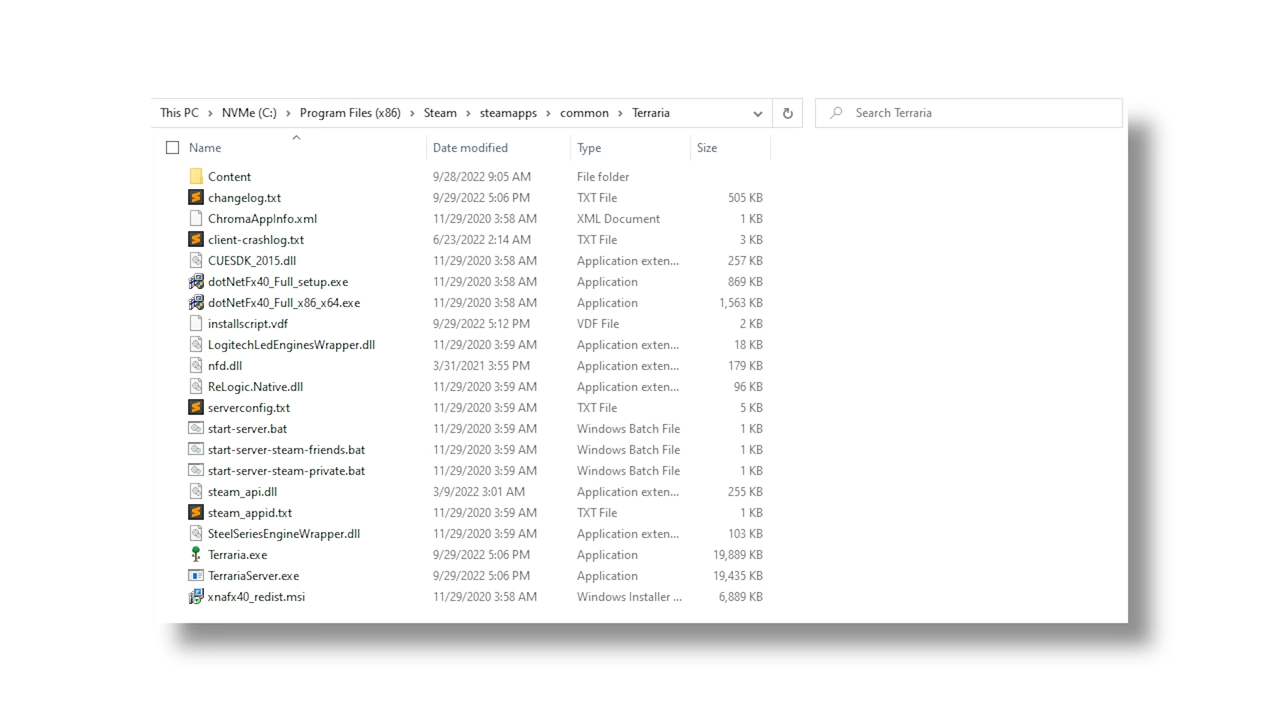 This PC > NVMe (C:) > Program Files (x86) > Steam > steamapps > common > Terraria Search Terraria
Name Date modified Type Size
Content 9/28/2022 9:05 AM File folder
changelog.txt 9/29/2022 5:06 PM TXT File 505 KB
ChromaAppInfo.xml 11/29/2020 3:58 AM XML Document 1 KB
client-crashlog.txt 6/23/2022 2:14 AM TXT File 3 KB
CUESDK_2015.dll 11/29/2020 3:58 AM Application exten... 257 KB
dotNetFx40_Full_setup.exe 11/29/2020 3:58 AM Application 869 KB
dotNetFx40_Full_x86_x64.exe 11/29/2020 3:58 AM Application 1,563 KB
installscript.vdf 9/29/2022 5:12 PM VDF File 2 KB
LogitechLedEnginesWrapper.dll 11/29/2020 3:59 AM Application exten... 18 KB
nfd.dll 3/31/2021 3:55 PM Application exten... 179 KB
ReLogic.Native.dll 11/29/2020 3:59 AM Application exten... 96 KB
serverconfig.txt 11/29/2020 3:59 AM TXT File 5 KB
start-server.bat 11/29/2020 3:59 AM Windows Batch File 1 KB
start-server-steam-friends.bat 11/29/2020 3:59 AM Windows Batch File 1 KB
start-server-steam-private.bat 11/29/2020 3:59 AM Windows Batch File 1 KB
steam_api.dll 3/9/2022 3:01 AM Application exten... 255 KB
steam_appid.txt 11/29/2020 3:59 AM TXT File 1 KB
SteelSeriesEngineWrapper.dll 11/29/2020 3:59 AM Application exten... 103 KB
Terraria.exe 9/29/2022 5:06 PM Application 19,889 KB
TerrariaServer.exe 9/29/2022 5:06 PM Application 19,435 KB
xnafx40_redist.msi 11/29/2020 3:58 AM Windows Installer ... 6,889 KB